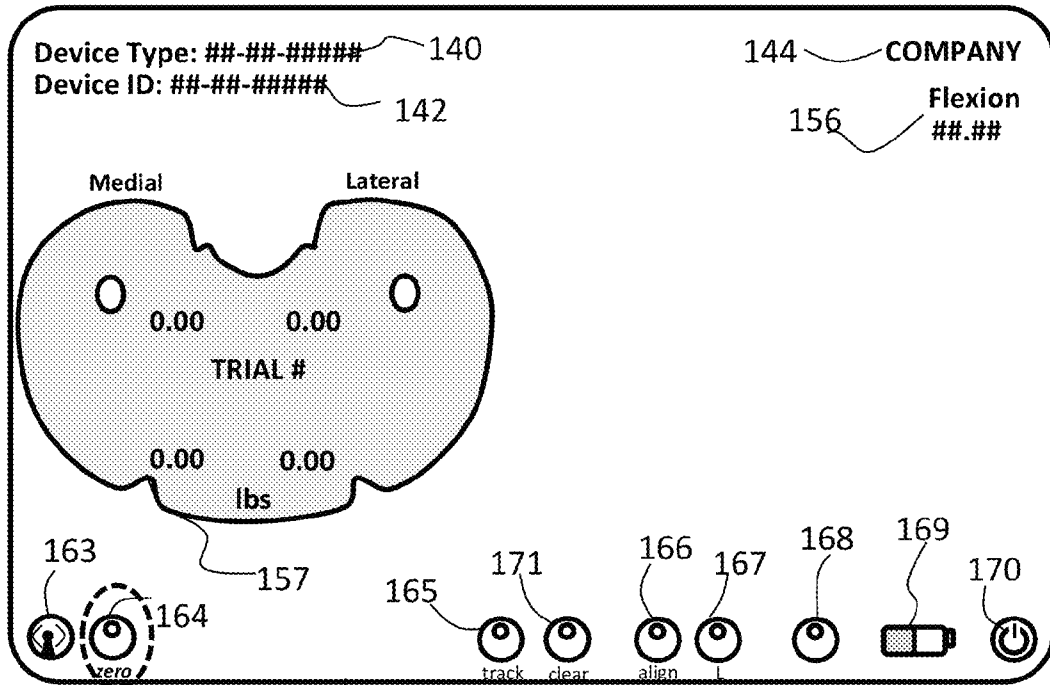 Device Type: ##-##-##### 140
144 COMPANY
Device ID: ##-##-#####
142
Flexion
156 ##.##
Medial Lateral
0.00 0.00
TRIAL #
0.00 0.00
lbs
163
157
164
165
171
166
167
168
169
170
zero track clear align L